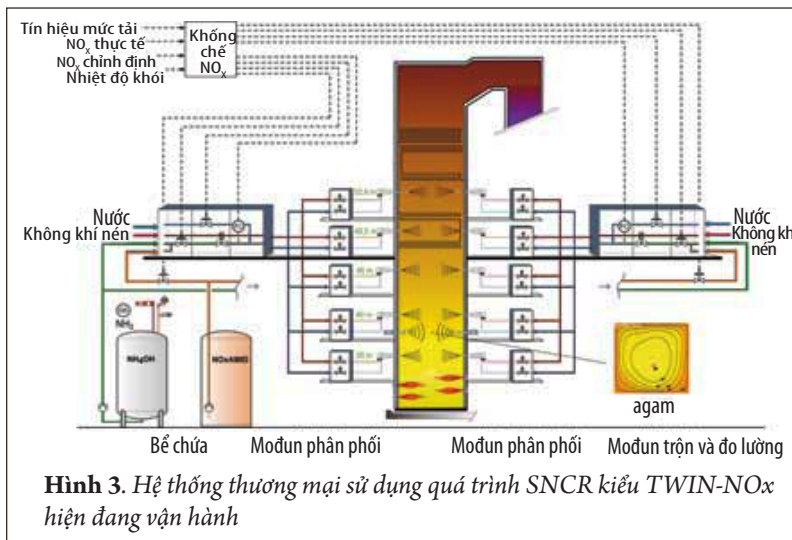 Tín hiệu mức tải
NOx thực tế
NOx chỉnh định
Nhiệt độ khói
Khống
chế
NOx
Nước
Không khí nén
Nước
Không khí
nén
NH3
NH4OH
NOxAMID
agam
Bể chứa
Mođun phân phối
Mođun phân phối
Mođun trộn và đo lường
Hình 3. Hệ thống thương mại sử dụng quá trình SNCR kiểu TWIN-NOx
hiện đang vận hành